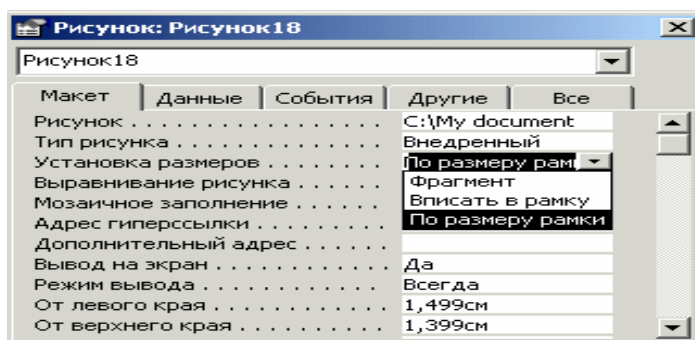 Рисунок: Рисунок18
Рисунок18
Макет Данные События Другие Все
Рисунок . . . . . . . . . . . . . . . . C:\My document
Тип рисунка . . . . . . . . . . . . . Внедренный
Установка размеров . . . . . . . . По размеру рам
Выравнивание рисунка . . . . . . Фрагмент
Мозаичное заполнение . . . . . . Вписать в рамку
Адрес гиперссылки . . . . . . . . . По размеру рамки
Дополнительный адрес . . . . . .
Вывод на экран . . . . . . . . . . . . Да
Режим вывода . . . . . . . . . . . . Всегда
От левого края . . . . . . . . . . . . 1,499см
От верхнего края . . . . . . . . . . 1,399см